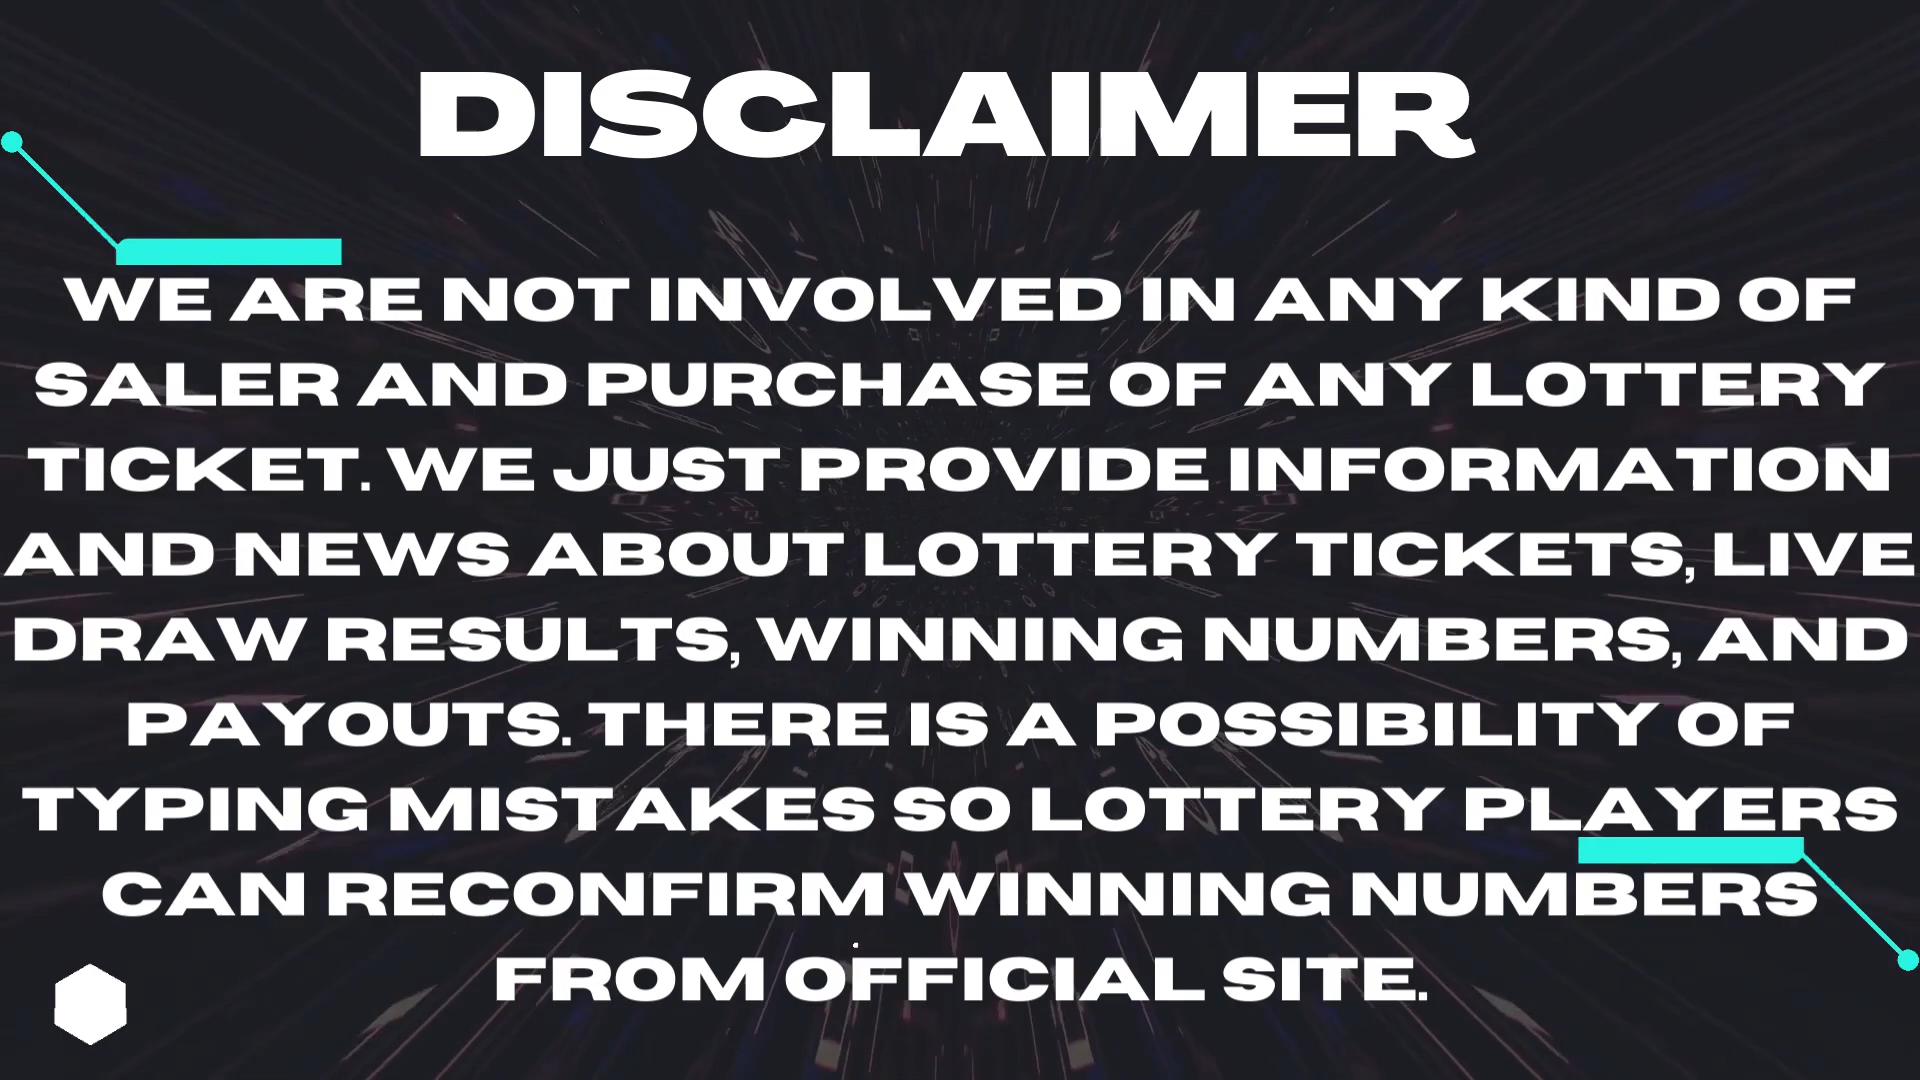 DISCLAIMER
WE ARE NOT INVOLVED IN ANY KIND OF
SALER AND PURCHASE OF ANY LOTTERY
TICKET. WE JUST PROVIDE INFORMATION
AND NEWS ABOUT LOTTERY TICKETS, LIVE
DRAW RESULTS, WINNING NUMBERS, AND
PAYOUTS. THERE IS A POSSIBILITY OF
TYPING MISTAKES SO LOTTERY PLAYERS
CAN RECONFIRM WINNING NUMBERS
FROM OFFICIAL SITE.